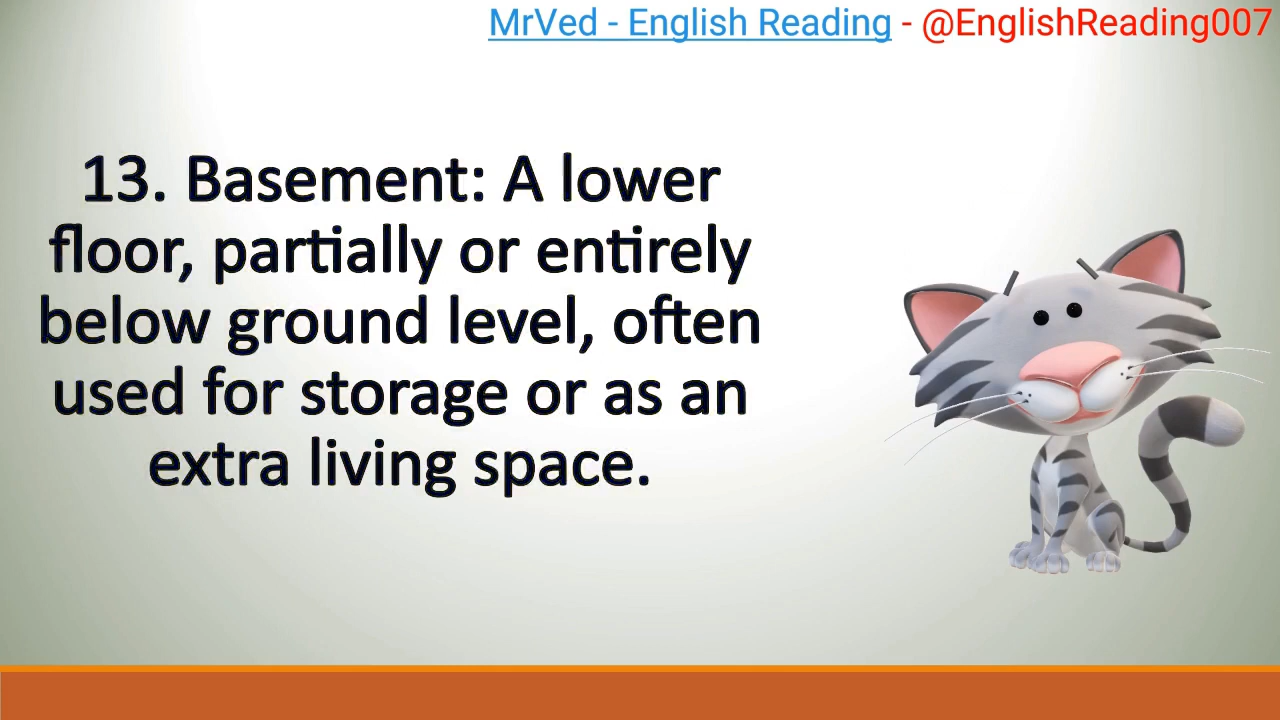 MrVed - English Reading - @EnglishReading007
13. Basement: A lower
floor, partially or entirely
below ground level, often
used for storage or as an
extra living space.